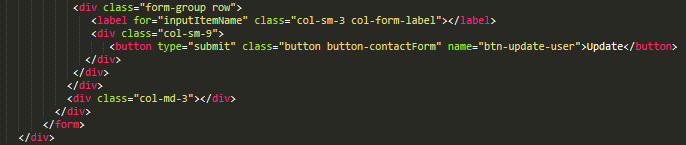 <div class="form-group row">
<label for="inputItemName" class="col-sm-3 col-form-label"></label>
<div class="col-sm-9">
<button type="submit" class="button button-contactForm" name="btn-update-user">Update</button>
</div>
</div>
</div>
<div class="col-md-3"></div>
</div>
</form>
</div>